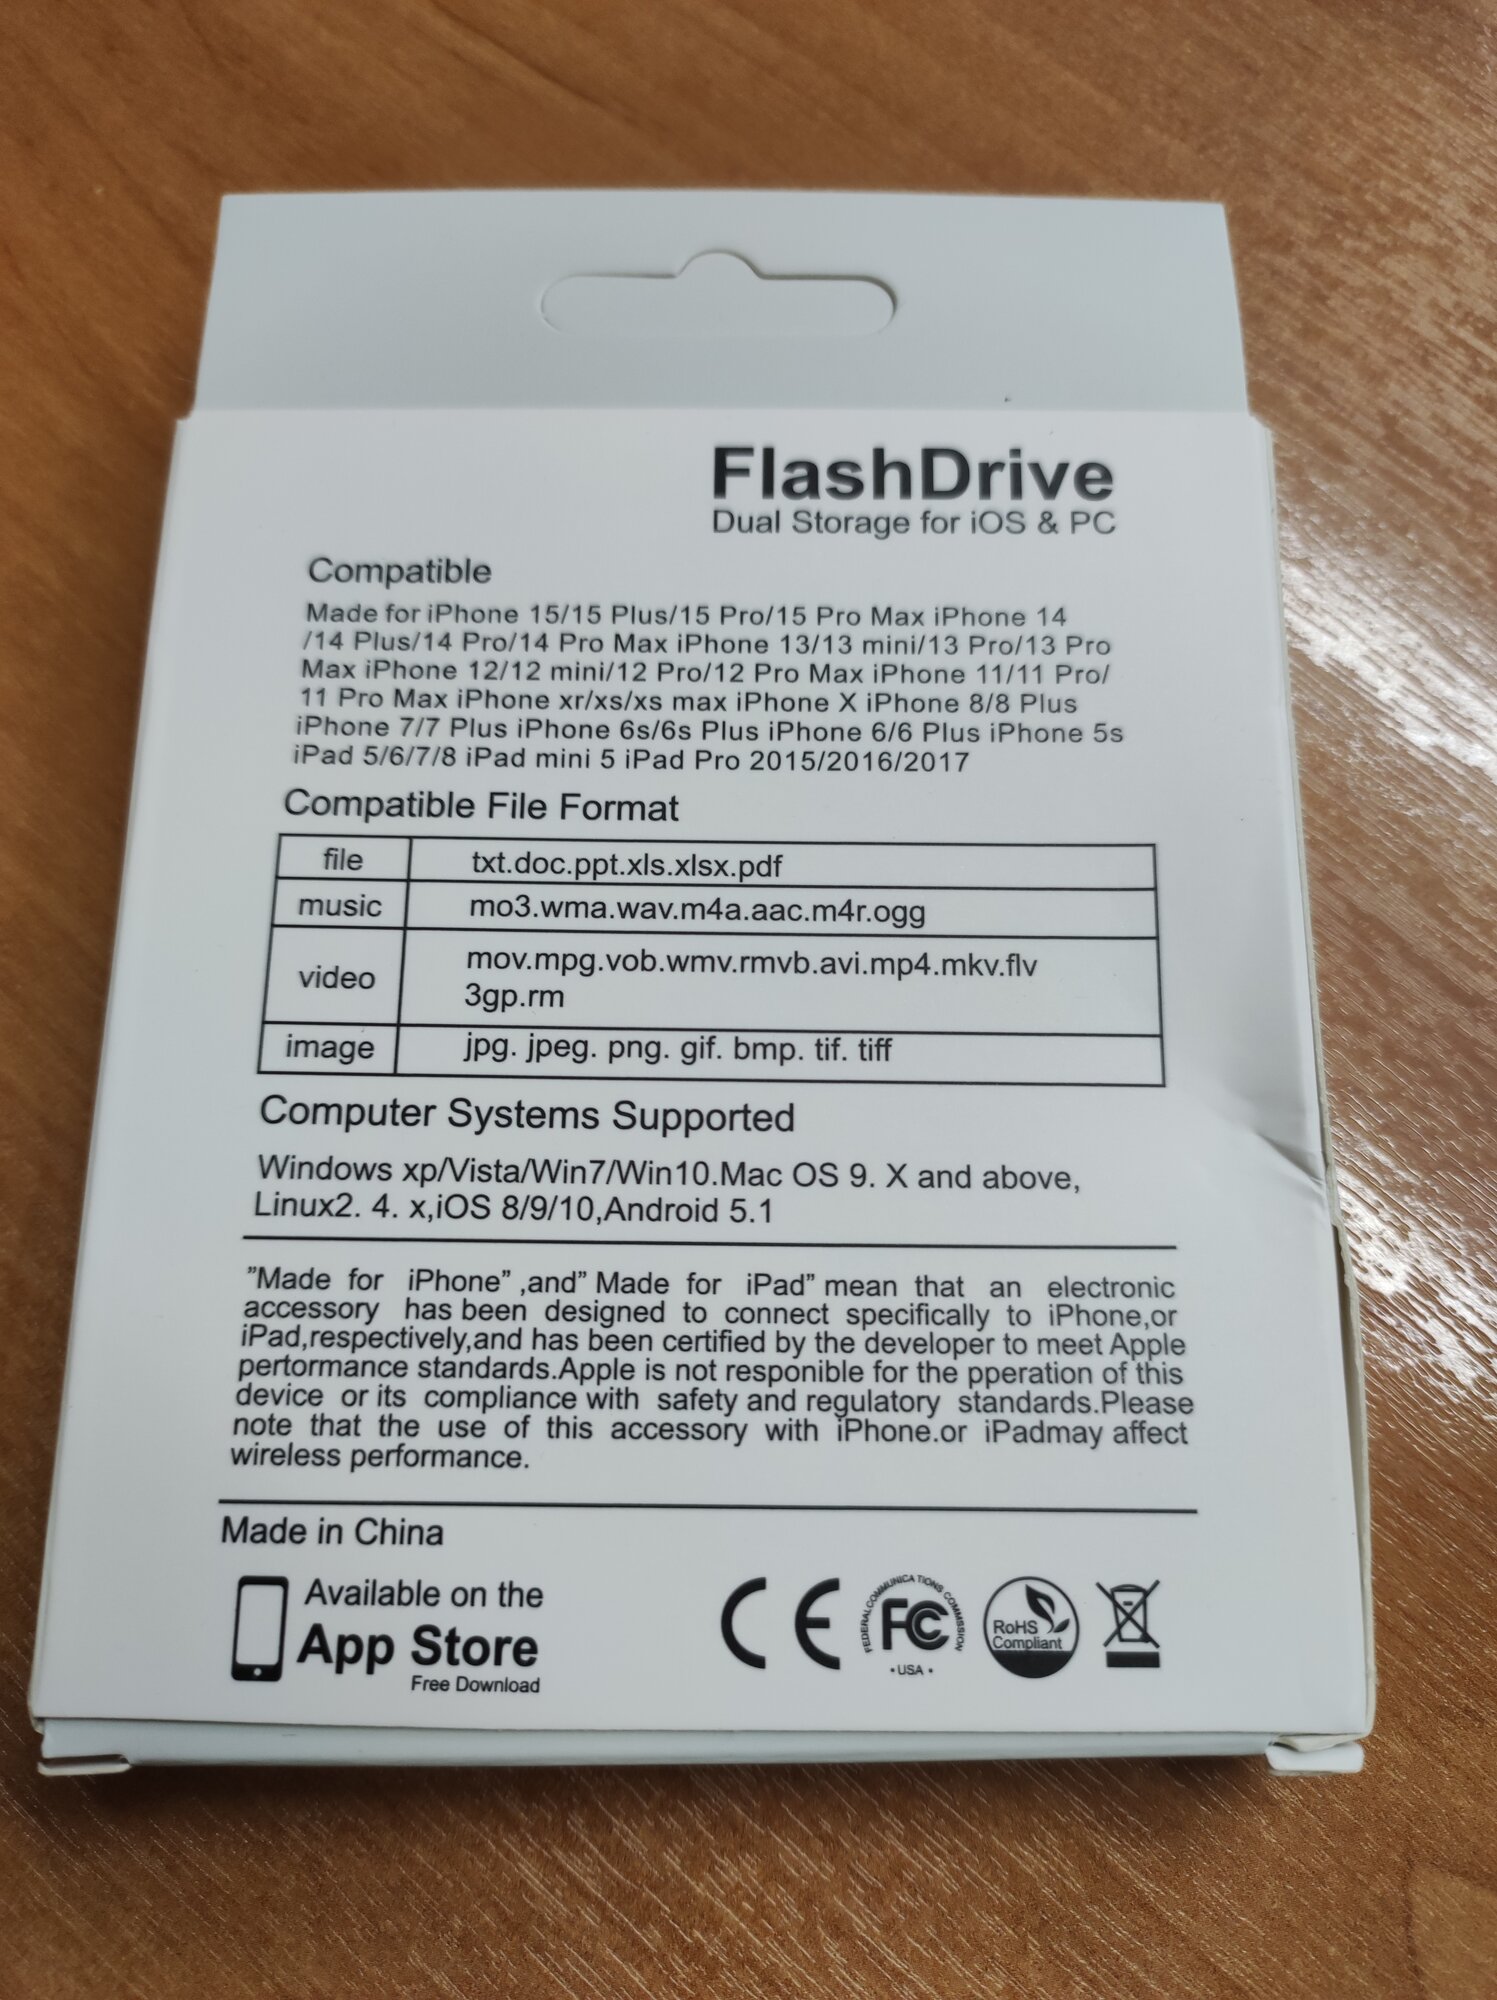 FlashDrive
Dual Storage for iOS & PC
Compatible
Made for iPhone 15/15 Plus/15 Pro/15 Pro Max iPhone 14
/14 Plus/14 Pro/14 Pro Max iPhone 13/13 mini/13 Pro/13 Pro
Max iPhone 12/12 mini/12 Pro/12 Pro Max iPhone 11/11 Pro/
11 Pro Max iPhone xr/xs/xs max iPhone X iPhone 8/8 Plus
iPhone 7/7 Plus iPhone 6s/6s Plus iPhone 6/6 Plus iPhone 5s
iPad 5/6/7/8 iPad mini 5 iPad Pro 2015/2016/2017
Compatible File Format
file txt.doc.ppt.xls.xlsx.pdf
music mo3.wma.wav.m4a.aac.m4r.ogg
video mov.mpg.vob.wmv.rmvb.avi.mp4.mkv.flv
3gp.rm
image jpg. jpeg. png. gif. bmp. tif. tiff
Computer Systems Supported
Windows xp/Vista/Win7/Win10.Mac OS 9. X and above,
Linux2. 4. x,iOS 8/9/10,Android 5.1
”Made for iPhone” ,and” Made for iPad” mean that an electronic
accessory has been designed to connect specifically to iPhone,or
iPad,respectively,and has been certified by the developer to meet Apple
pertormance standards.Apple is not responible for the pperation of this
device or its compliance with safety and regulatory standards.Please
note that the use of this accessory with iPhone.or iPadmay affect
wireless performance.
Made in China
Available on the
App Store
Free Download
CE
FEDERAL COMMUNICATIONS COMMISSION
FC
• USA •
RoHS
Compliant